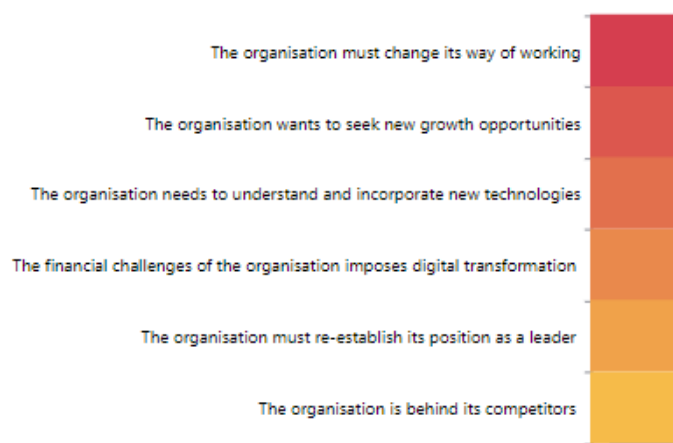 The organisation must change its way of working
The organisation wants to seek new growth opportunities
The organisation needs to understand and incorporate new technologies
The financial challenges of the organisation imposes digital transformation
The organisation must re-establish its position as a leader
The organisation is behind its competitors